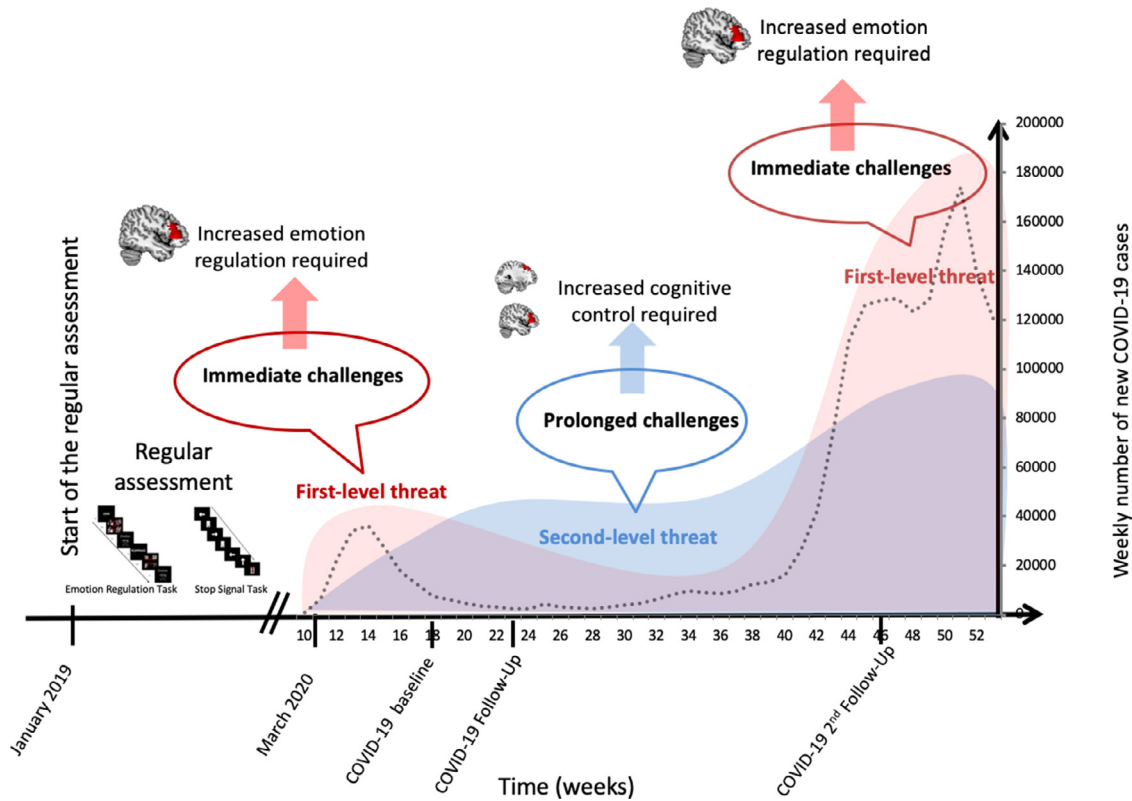 Increased emotion
regulation required
Immediate challenges
First-level threat
Increased emotion
regulation required
Immediate challenges
First-level threat
Increased cognitive
control required
Prolonged challenges
Second-level threat
Start of the regular assessment
Regular
assessment
Emotion Regulation Task
Stop Signal Task
200000
180000
160000
140000
120000
100000
80000
60000
40000
20000
0
Weekly number of new COVID-19 cases
10 12 14 16 18 20 22 24 26 28 30 32 34 36 38 40 42 44 46 48 50 52
January 2019
March 2020
COVID-19 baseline
COVID-19 Follow-Up
COVID-19 2nd Follow-Up
Time (weeks)